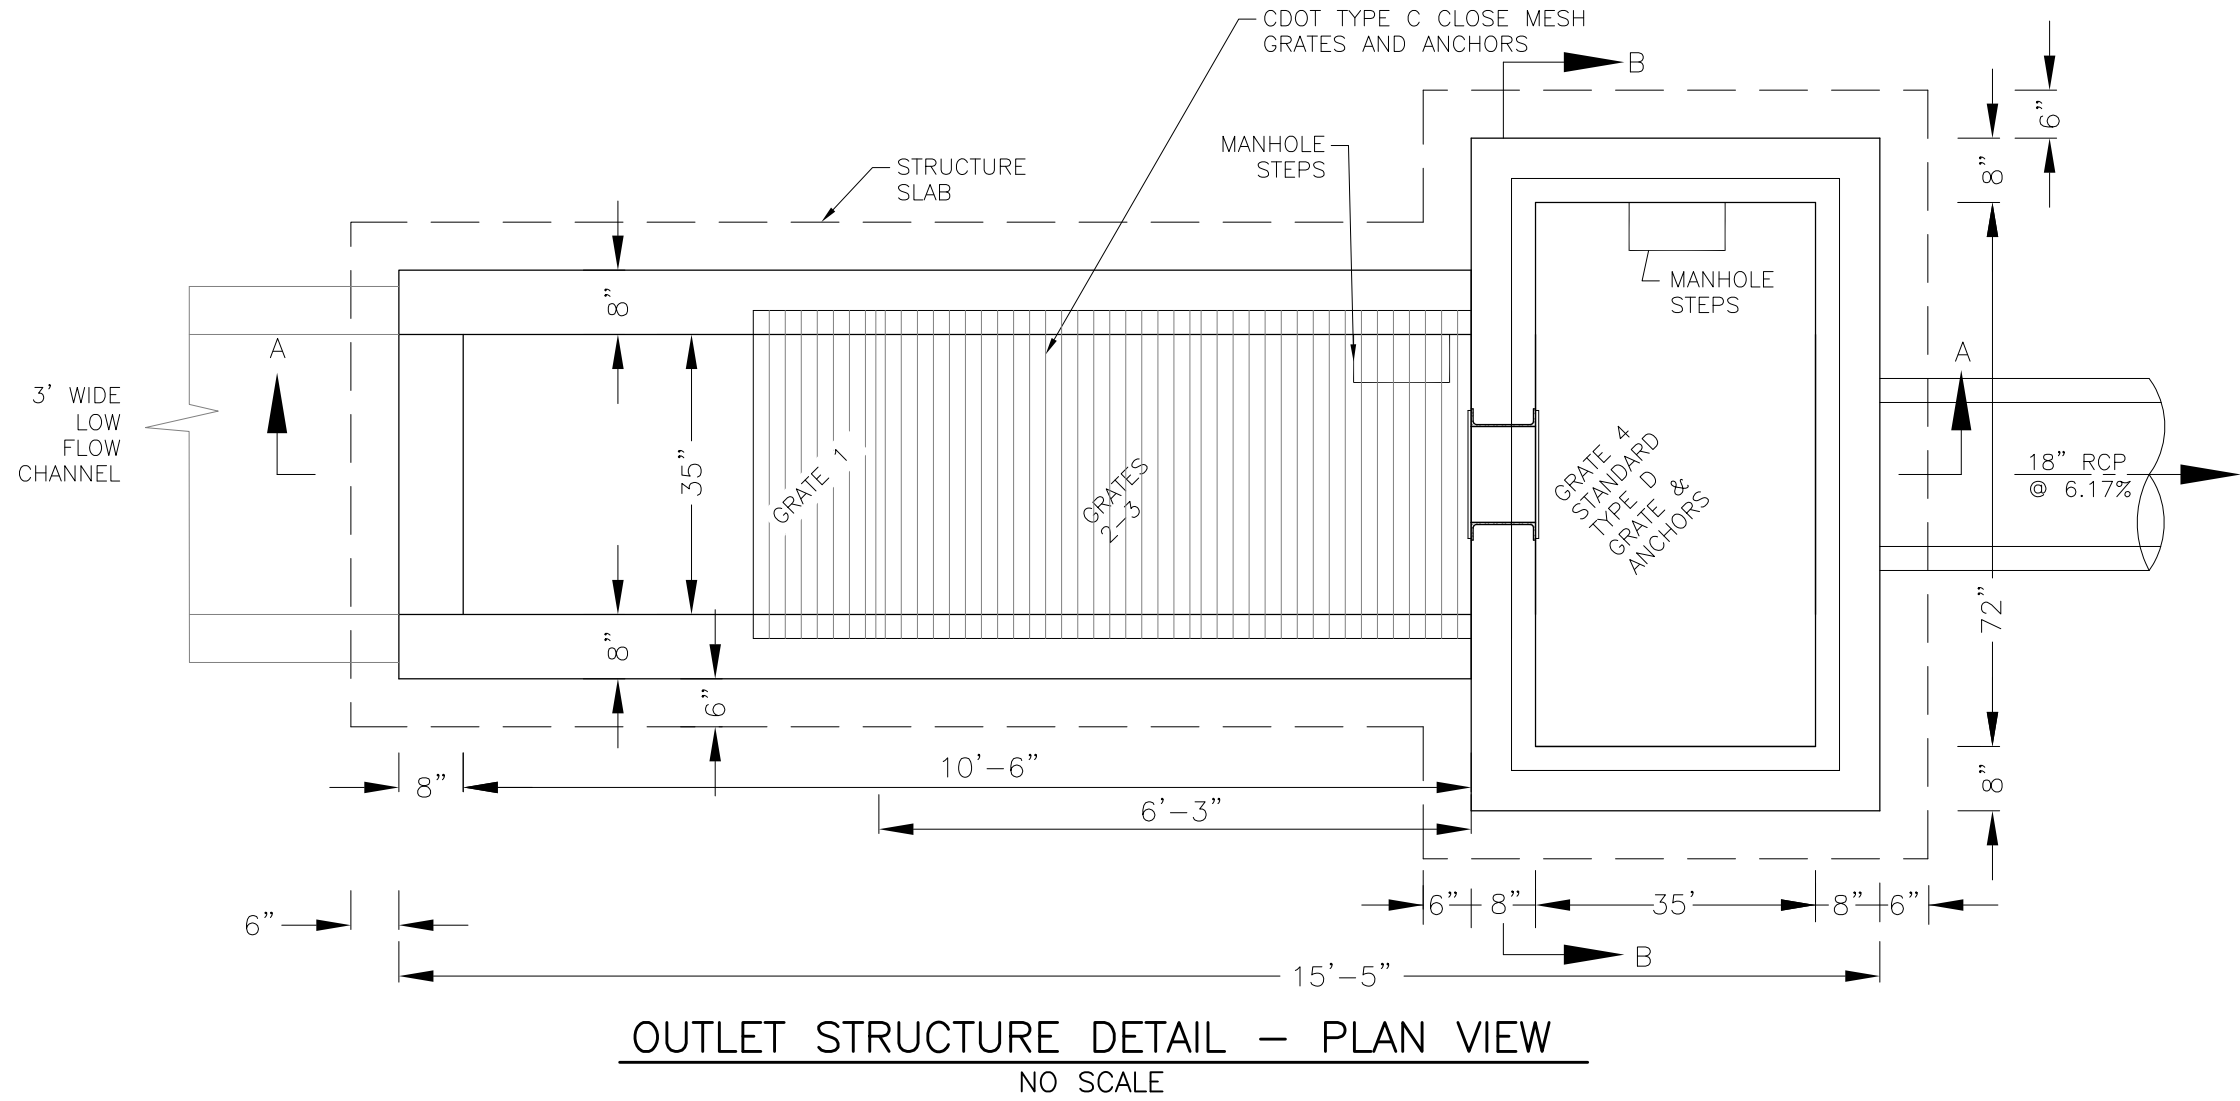 CDOT TYPE C CLOSE MESH
GRATES AND ANCHORS
B
6"
MANHOLE
STEPS
8"
STRUCTURE
SLAB
MANHOLE
STEPS
8"
A
A
3' WIDE
LOW
FLOW
CHANNEL
35"
GRATE 1
GRATES
2-3
GRATE 4
STANDARD
TYPE D
GRATE &
ANCHORS
18" RCP
@ 6.17%
72"
8"
6"
10'-6"
8"
8"
6'-3"
6"
8"
35'
8"
6"
6"
B
15'-5"
OUTLET STRUCTURE DETAIL - PLAN VIEW
NO SCALE